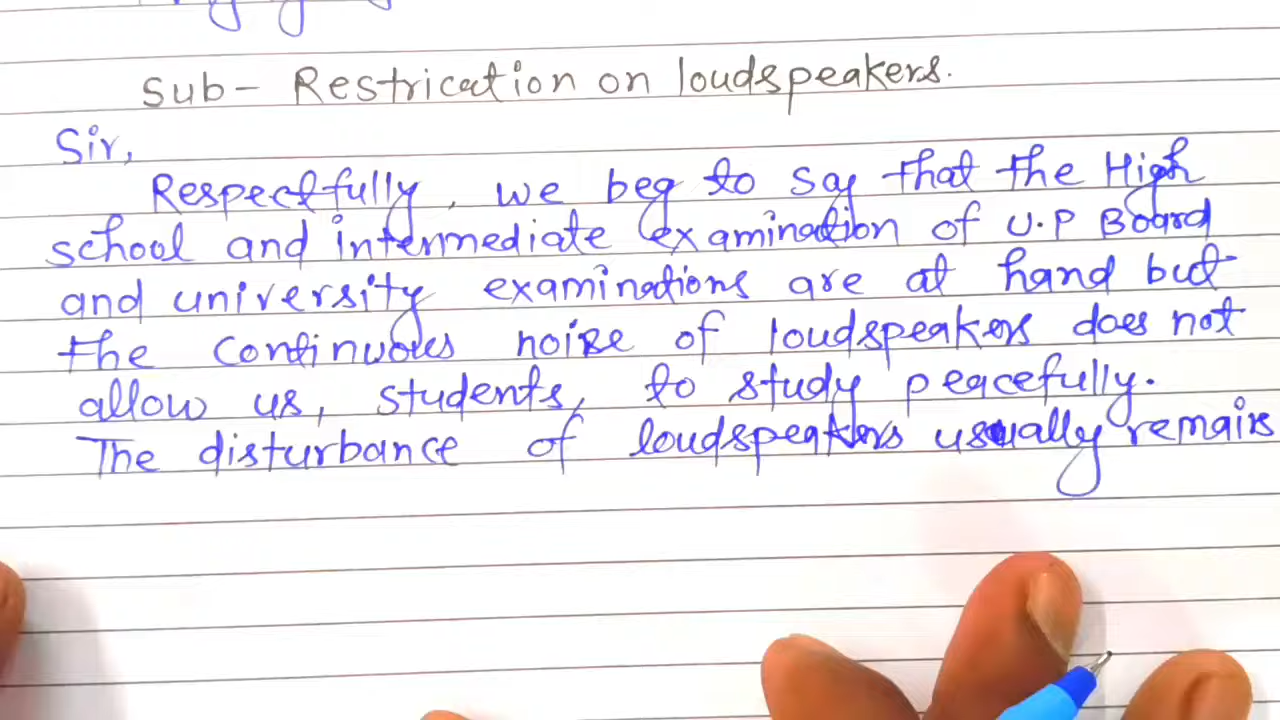 Sub- Restrication on loudspeakers.
Sir,
Respectfully, we beg to say that the High
school and intermediate examination of U.P Board
and university examinations are at hand but
the continuous noise of loudspeakers does not
allow us, students, to study peacefully.
The disturbance of loudspeakers usually remains